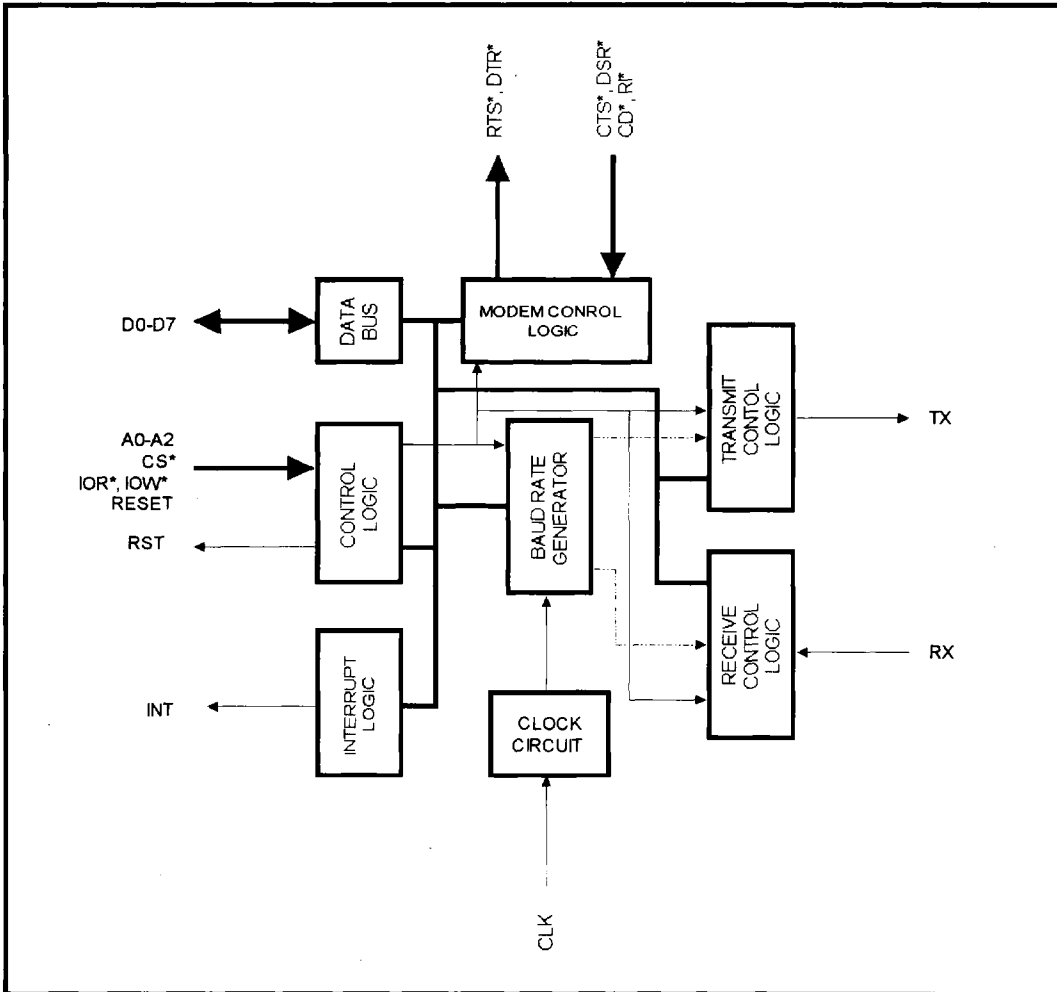 RTS*, DTR*
CTS*, DSR*
CD*, RI*
D0-D7
DATA
BUS
MODEM CONROL
LOGIC
A0-A2
CS*
IOR*, IOW*
RESET
RST
CONTROL
LOGIC
BAUD RATE
GENERATOR
TRANSMIT
CONTOL
LOGIC
TX
INT
INTERRUPT
LOGIC
CLOCK
CIRCUIT
RECEIVE
CONTROL
LOGIC
RX
CLK